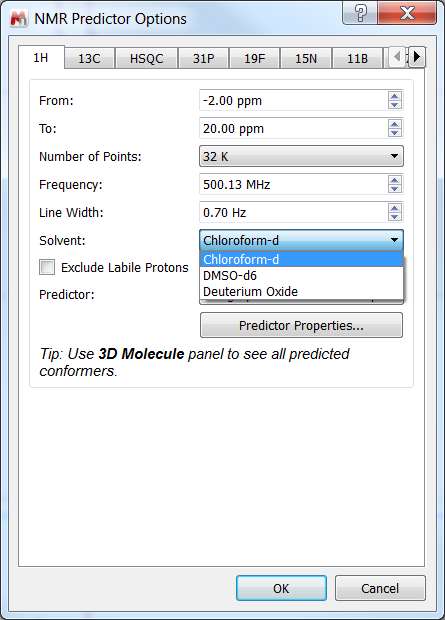 NMR Predictor Options
1H 13C HSQC 31P 19F 15N 11B
From: -2.00 ppm
To: 20.00 ppm
Number of Points: 32 K
Frequency: 500.13 MHz
Line Width: 0.70 Hz
Solvent: Chloroform-d
Chloroform-d
Exclude Labile Protons
DMSO-d6
Predictor:
Deuterium Oxide
Predictor Properties...
Tip: Use 3D Molecule panel to see all predicted
conformers.
OK Cancel